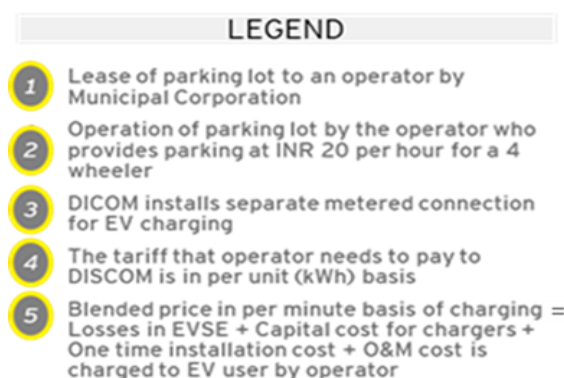 LEGEND
1 Lease of parking lot to an operator by
Municipal Corporation
2 Operation of parking lot by the operator who
provides parking at INR 20 per hour for a 4
wheeler
3 DICOM installs separate metered connection
for EV charging
4 The tariff that operator needs to pay to
DISCOM is in per unit (kWh) basis
5 Blended price in per minute basis of charging =
Losses in EVSE + Capital cost for chargers +
One time installation cost + O&M cost is
charged to EV user by operator